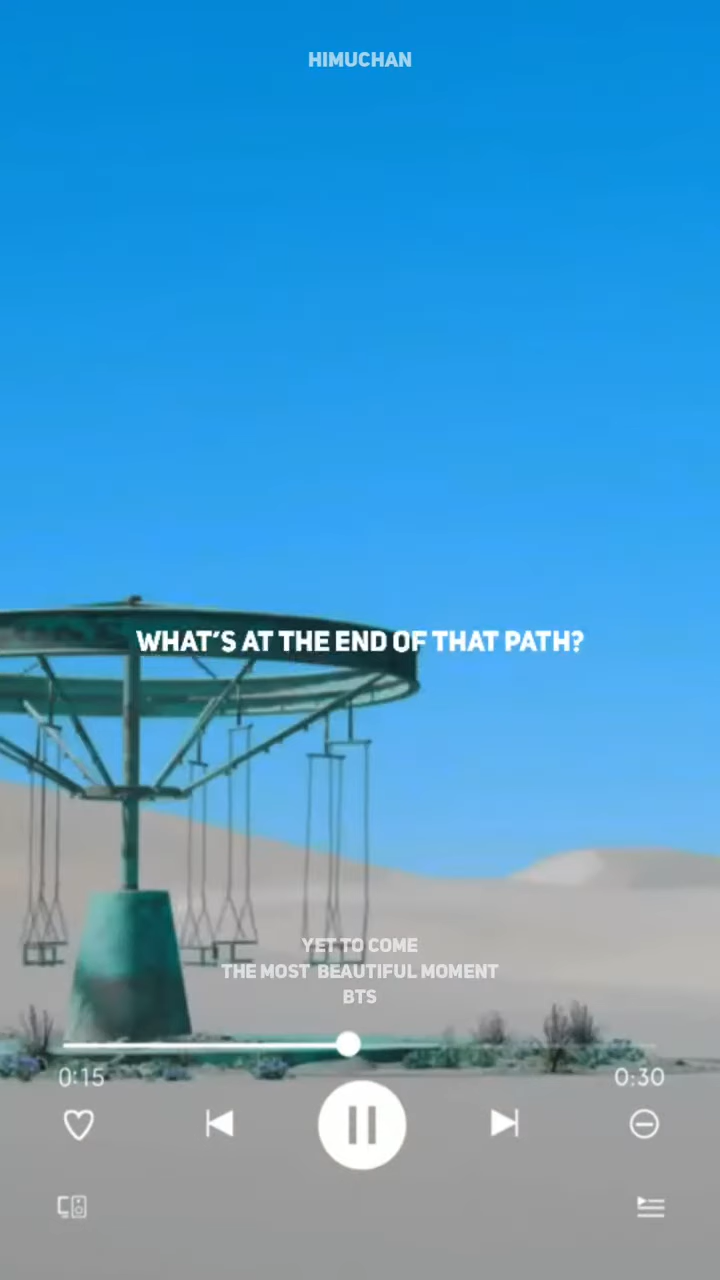 HIMUCHAN
WHAT'S AT THE END OF THAT PATH?
YET TO COME
THE MOST BEAUTIFUL MOMENT
BTS
0:15
0:30